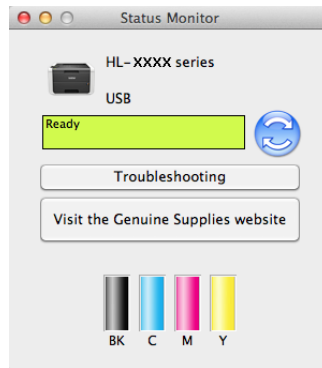 Status Monitor
HL-XXXX series
USB
Ready
Troubleshooting
Visit the Genuine Supplies website
BK C M Y